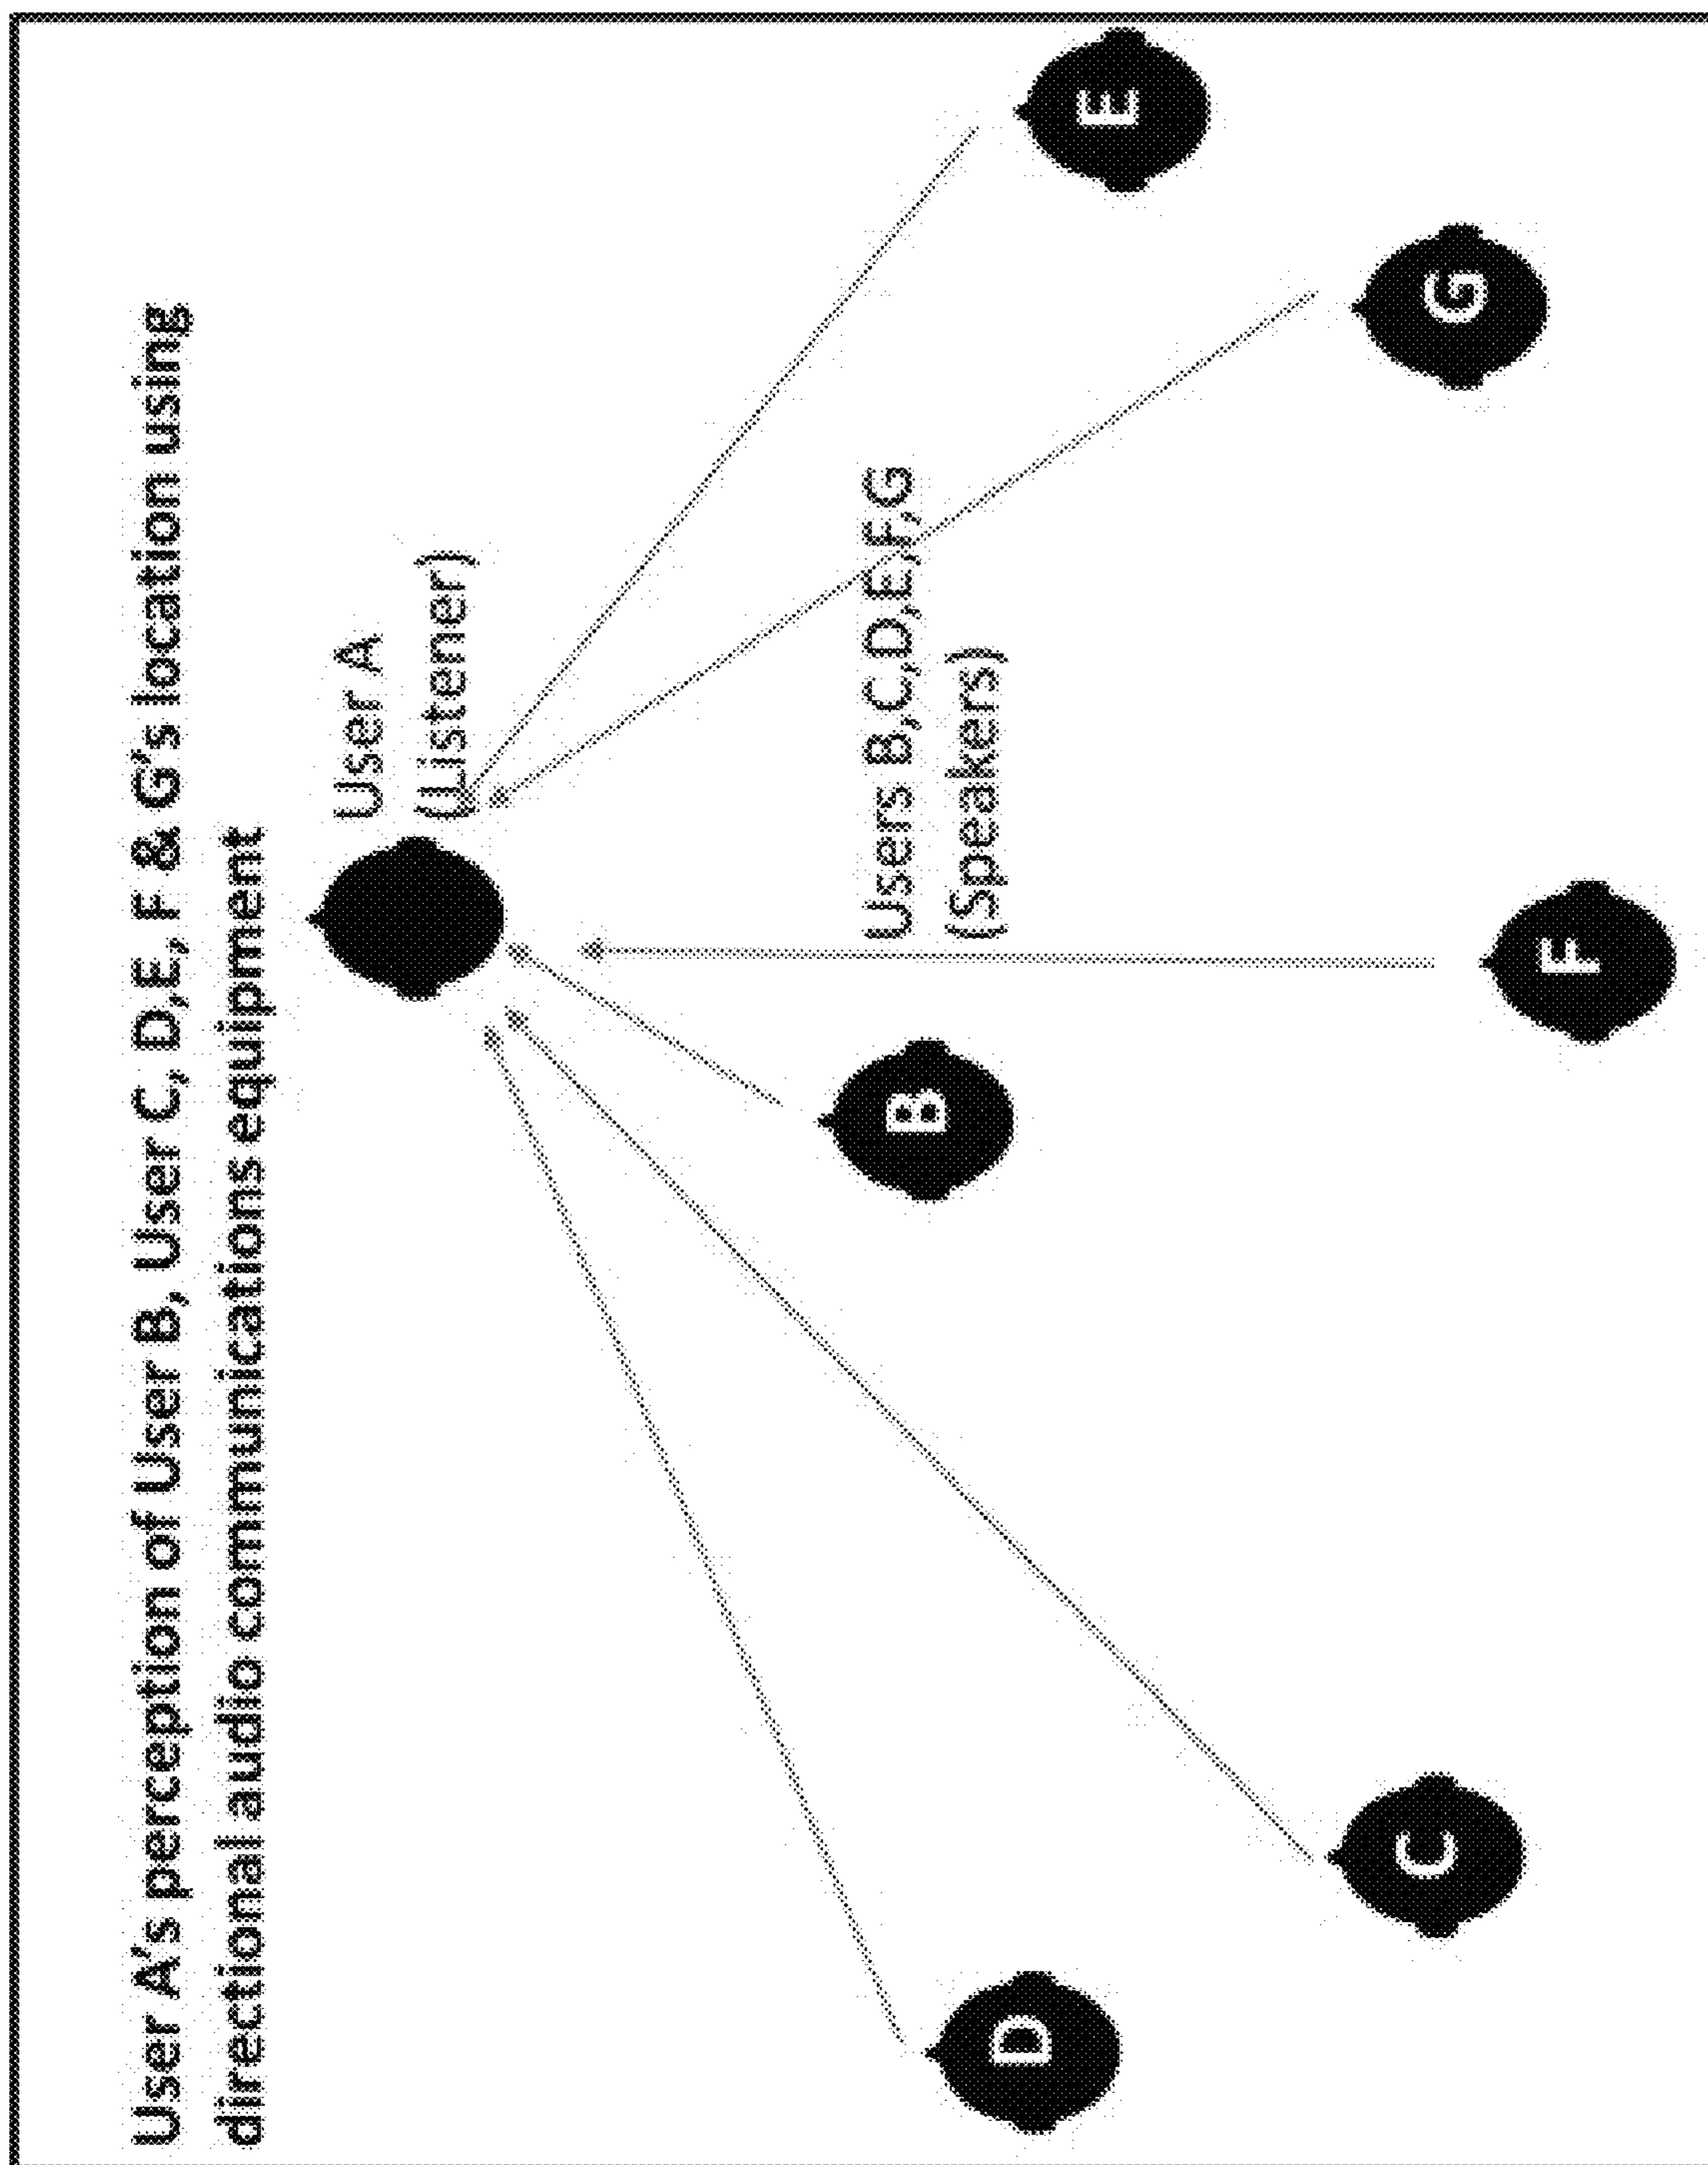 User A's perception of User B, User C, D,E, F & G's location using
directional audio communications equipment
User A
(Listener)
Users B,C,D,E,F,G
(Speakers)
D
C
B
F
G
E